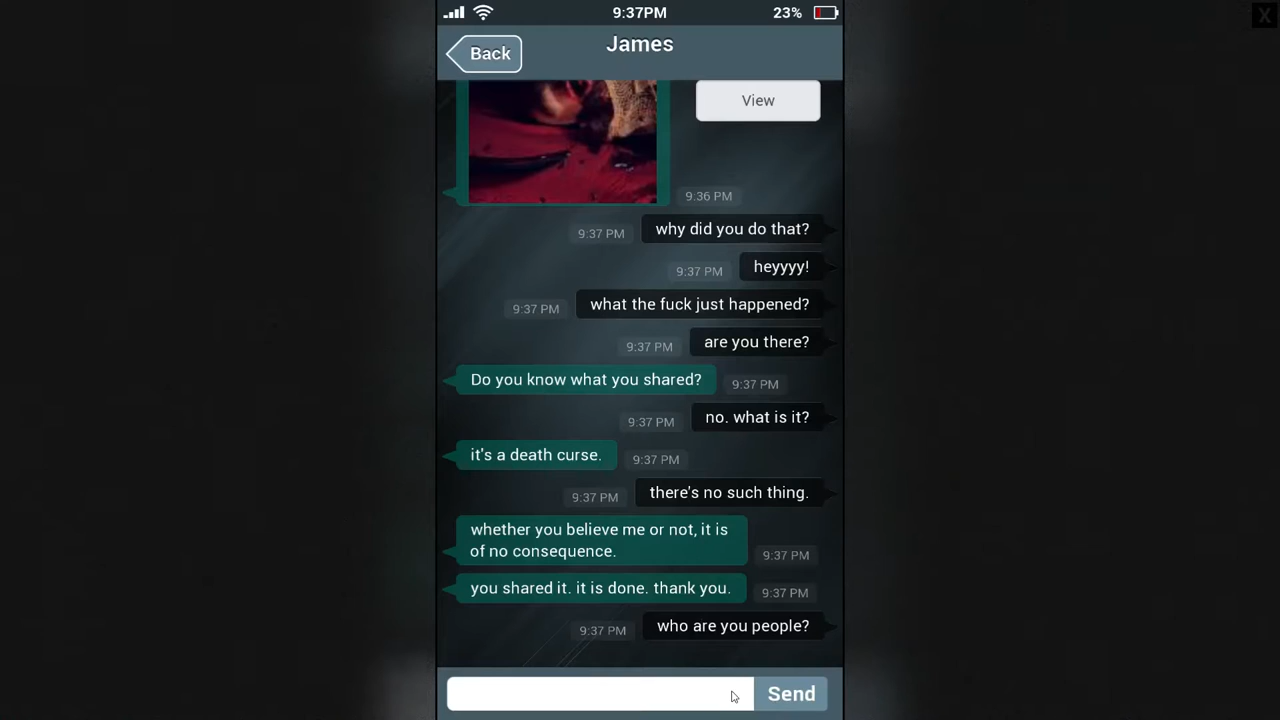 9:37PM 23%
X
Back
James
View
9:36 PM
9:37 PM why did you do that?
9:37 PM heyyyy!
9:37 PM what the fuck just happened?
9:37 PM are you there?
Do you know what you shared? 9:37 PM
9:37 PM no. what is it?
it's a death curse. 9:37 PM
9:37 PM there's no such thing.
whether you believe me or not, it is
of no consequence. 9:37 PM
you shared it. it is done. thank you. 9:37 PM
9:37 PM who are you people?
Send